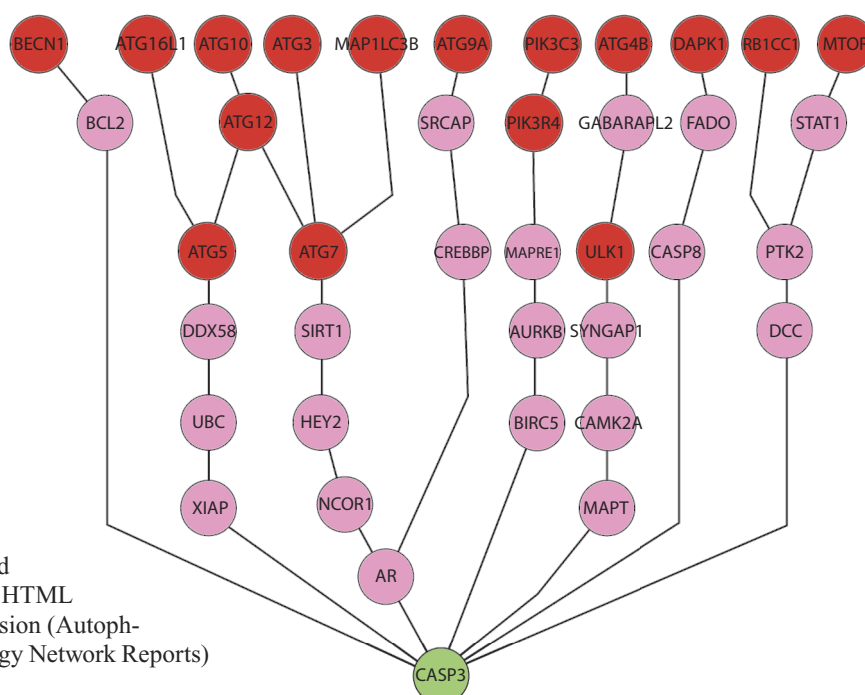 BECN1 ATG16L1 ATG10 ATG3 MAP1LC3B ATG9A PIK3C3 ATG4B DAPK1 RB1CC1 MTOR
BCL2 ATG12 SRCAP PIK3R4 GABARAPL2 FADO STAT1
ATG5 ATG7 CREBBP MAPRE1 ULK1 CASP8 PTK2
DDX58 SIRT1 AURKB SYNGAP1 DCC
UBC HEY2 BIRC5 CAMK2A
XIAP NCOR1 MAPT
AR
d
HTML
sion (Autoph-
gy Network Reports)
CASP3